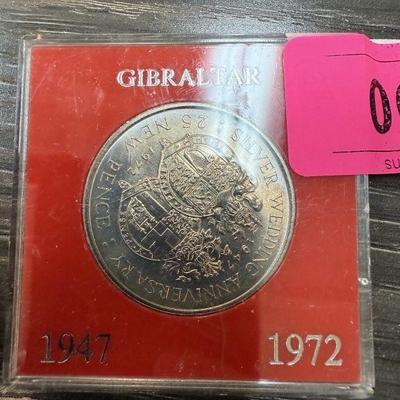 GIBRALTAR
SILVER WEDDING ANNIVERSARY
25 NEW PENCE
1947
1972